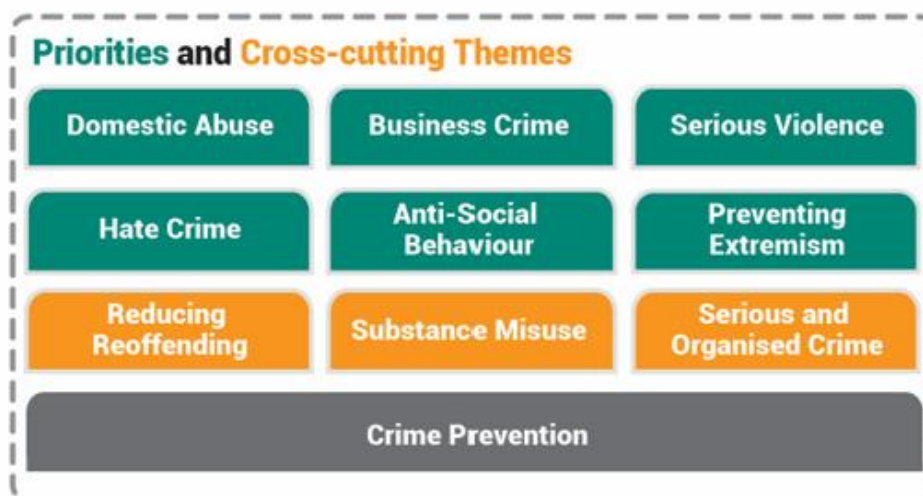 Priorities and Cross-cutting Themes
Domestic Abuse
Business Crime
Serious Violence
Hate Crime
Anti-Social
Behaviour
Preventing
Extremism
Reducing
Reoffending
Substance Misuse
Serious and
Organised Crime
Crime Prevention